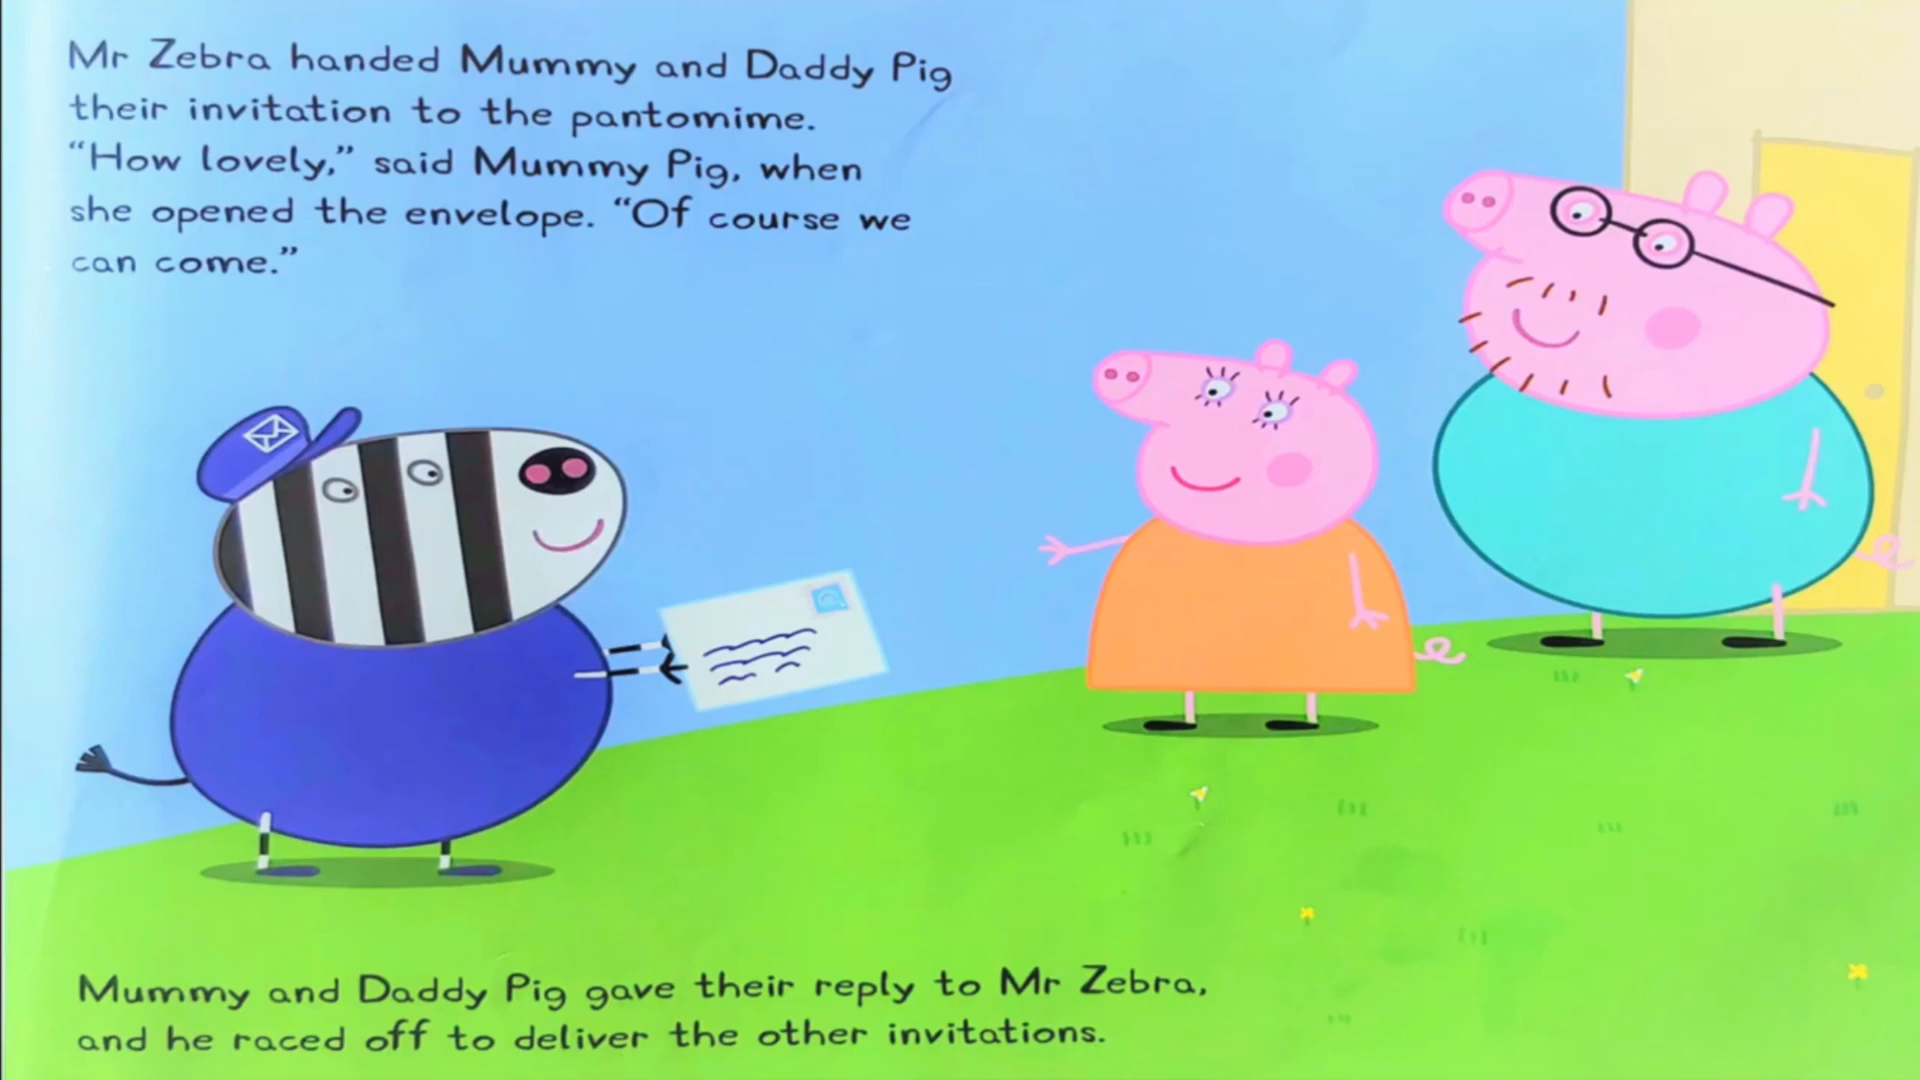 Mr Zebra handed Mummy and Daddy Pig
their invitation to the pantomime.
“How lovely,” said Mummy Pig, when
she opened the envelope. “Of course we
can come.”
Mummy and Daddy Pig gave their reply to Mr Zebra,
and he raced off to deliver the other invitations.